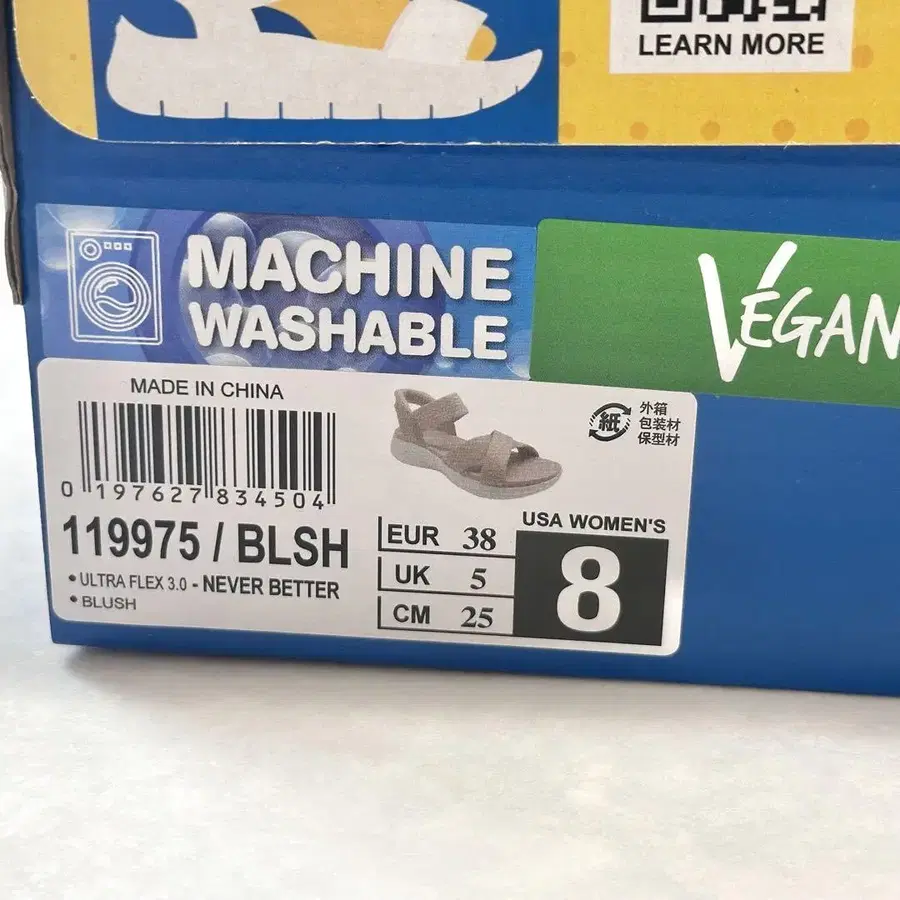 LEARN MORE
MACHINE
WASHABLE
VEGAN
MADE IN CHINA
0 197627 834504
119975 / BLSH
• ULTRA FLEX 3.0 - NEVER BETTER
• BLUSH
紙
外箱
包装材
保型材
EUR 38
UK 5
CM 25
USA WOMEN'S
8